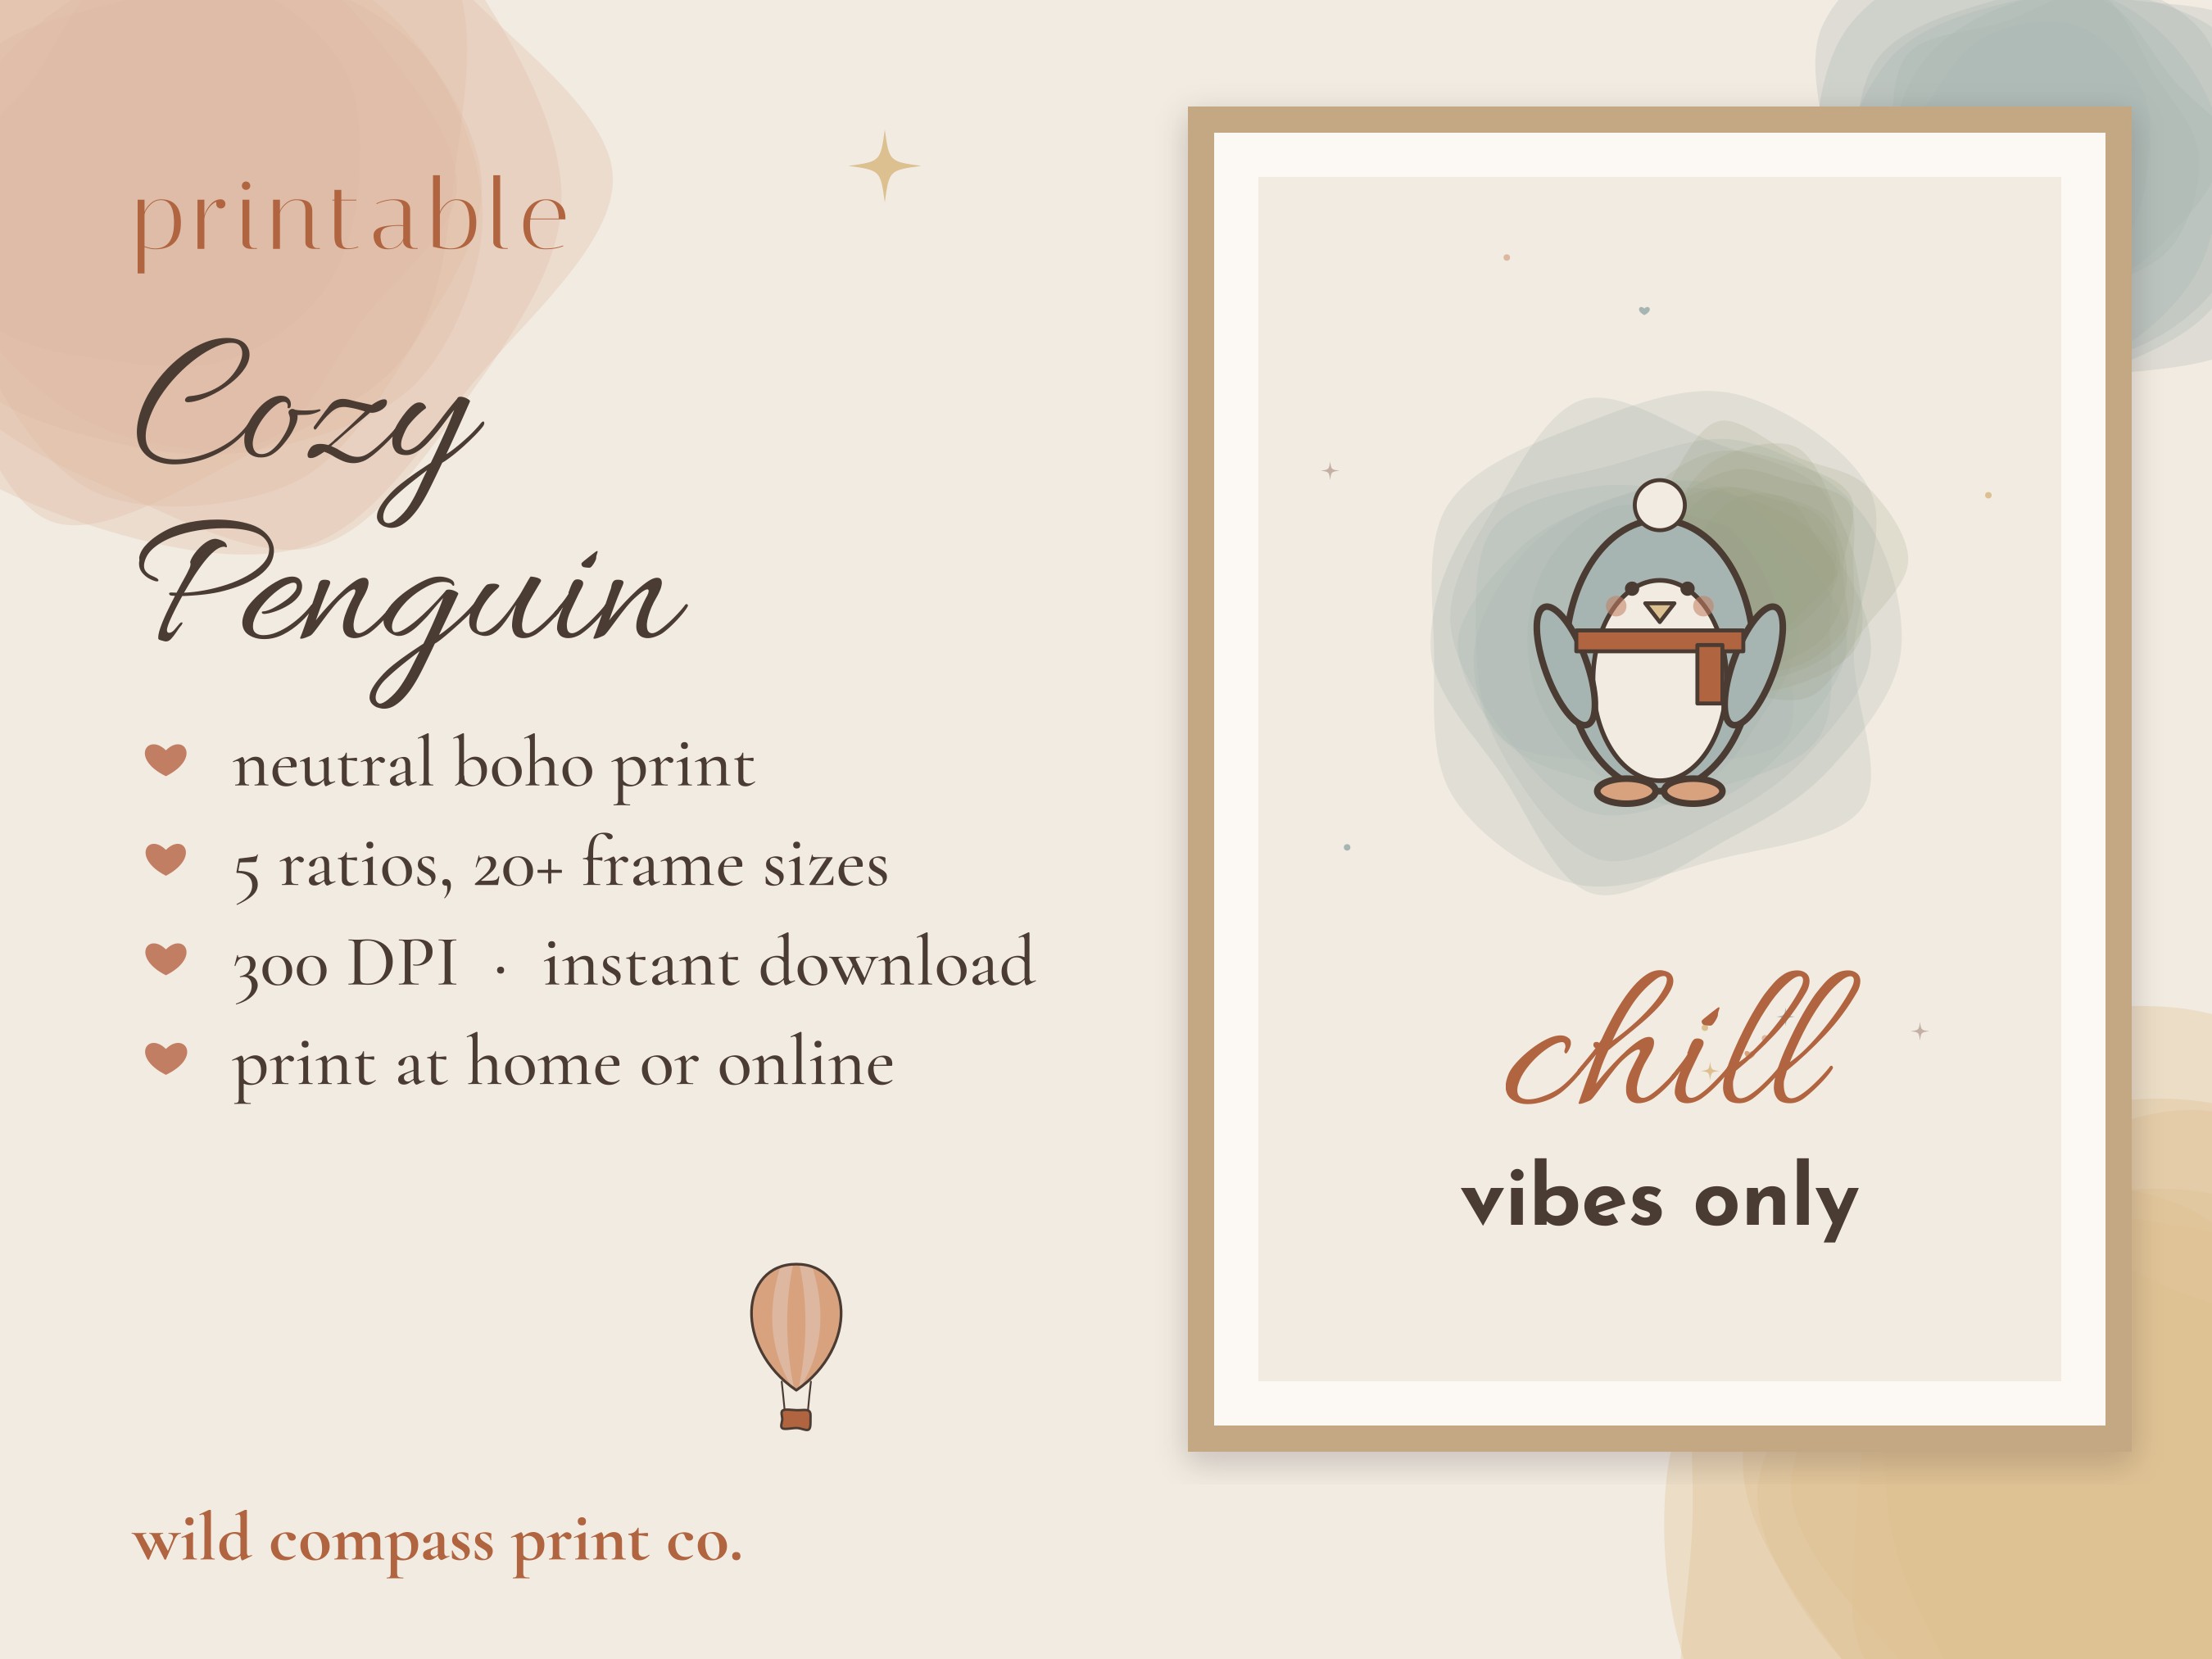 printable
Cozy
Penguin
neutral boho print
5 ratios, 20+ frame sizes
300 DPI · instant download
print at home or online
wild compass print co.
chill
vibes only